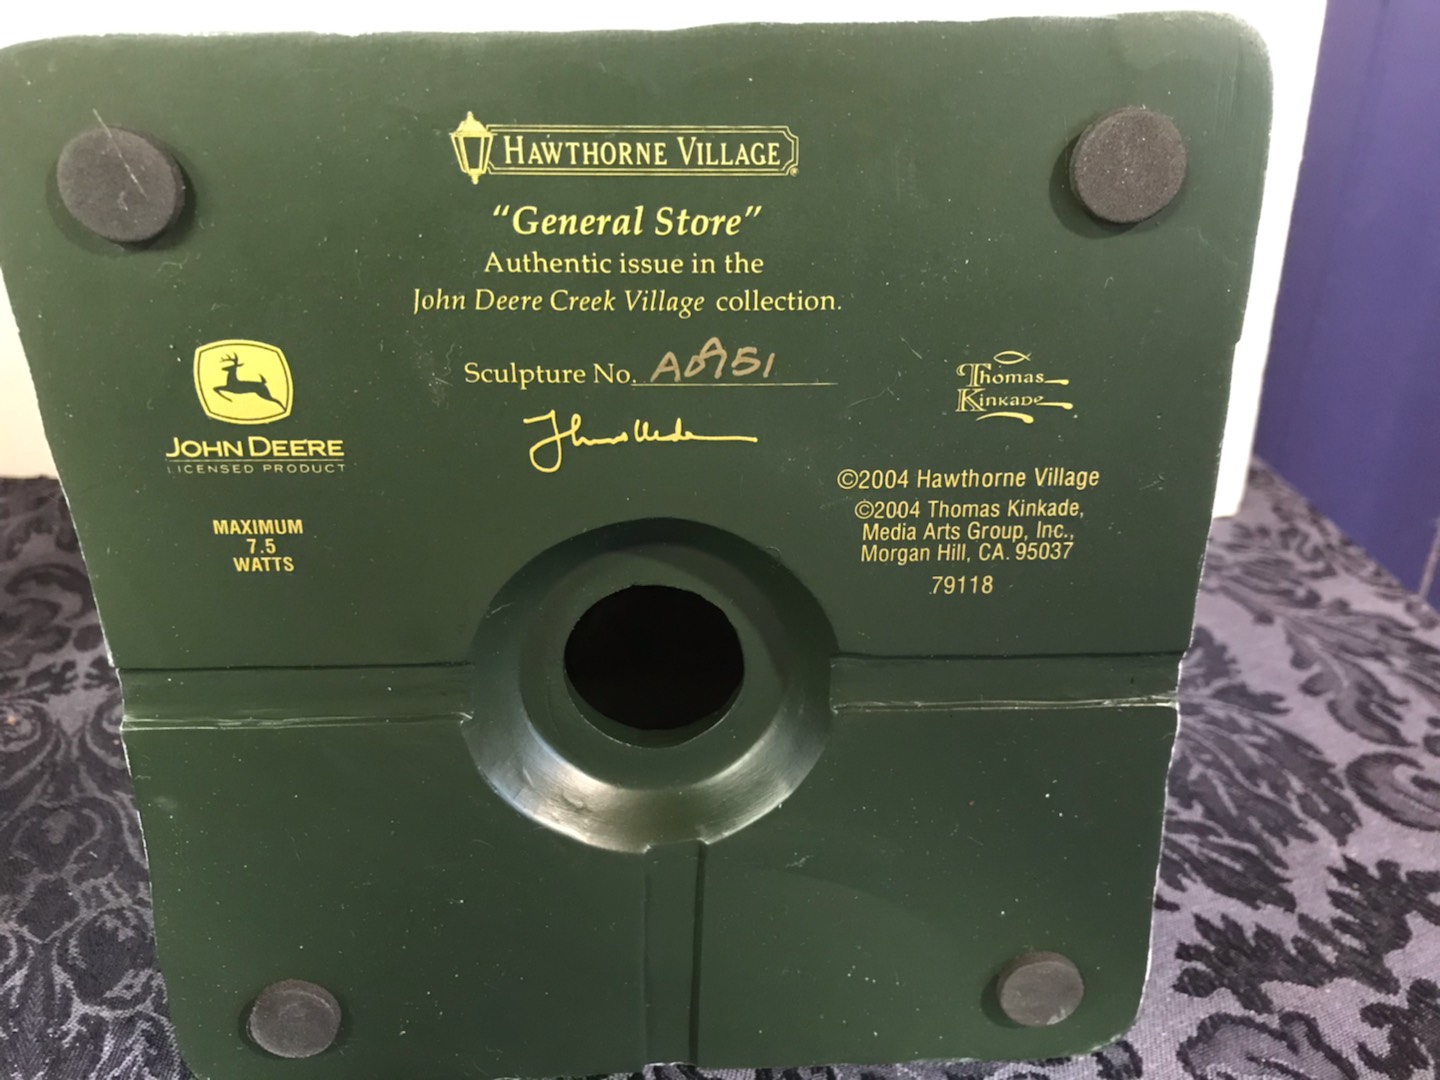 HAWTHORNE VILLAGE
"General Store"
Authentic issue in the
John Deere Creek Village collection.
Sculpture No.
JOHN DEERE
LICENSED PRODUCT
MAXIMUM
7.5
WATTS
Thomas
Kinkade
©2004 Hawthorne Village
©2004 Thomas Kinkade,
Media Arts Group, Inc.,
Morgan Hill, CA. 95037
79118